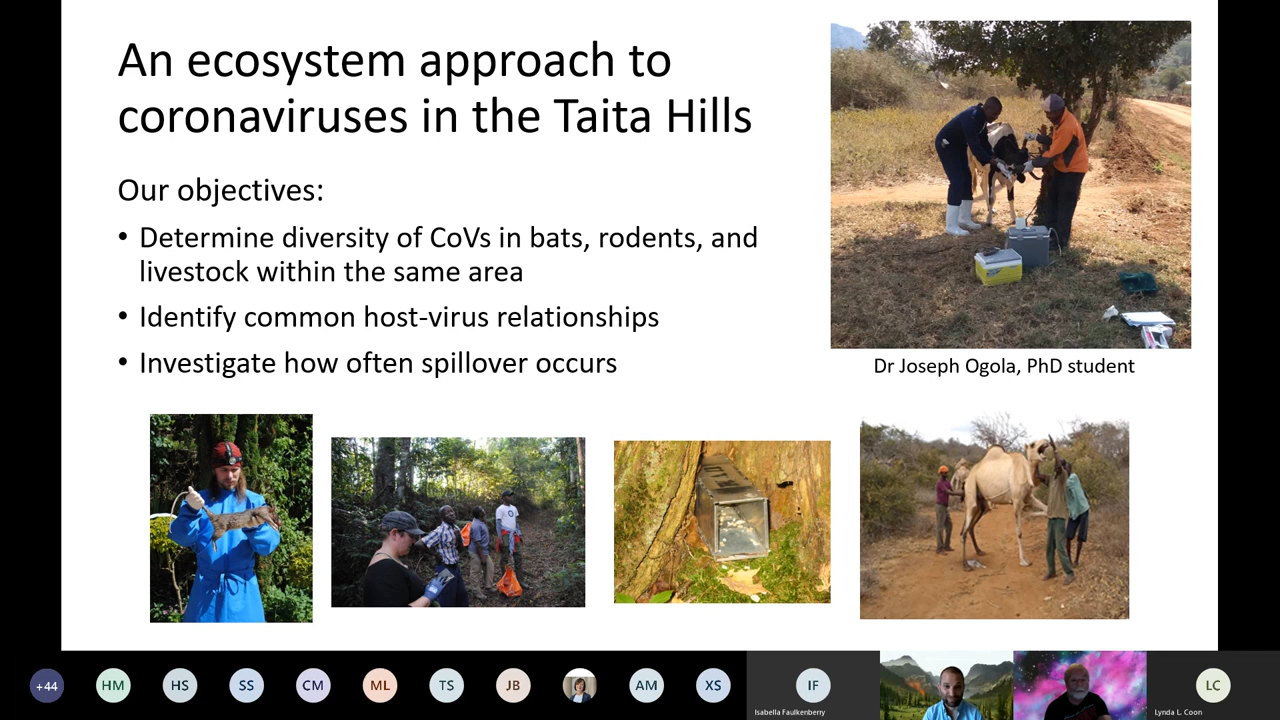 An ecosystem approach to
coronaviruses in the Taita Hills
Our objectives:
• Determine diversity of CoVs in bats, rodents, and
livestock within the same area
• Identify common host-virus relationships
• Investigate how often spillover occurs
Dr Joseph Ogola, PhD student
+44
HM
HS
SS
CM
ML
TS
JB
AM
XS
IF
Isabella Faulkenberry
LC
Lynda L. Coon